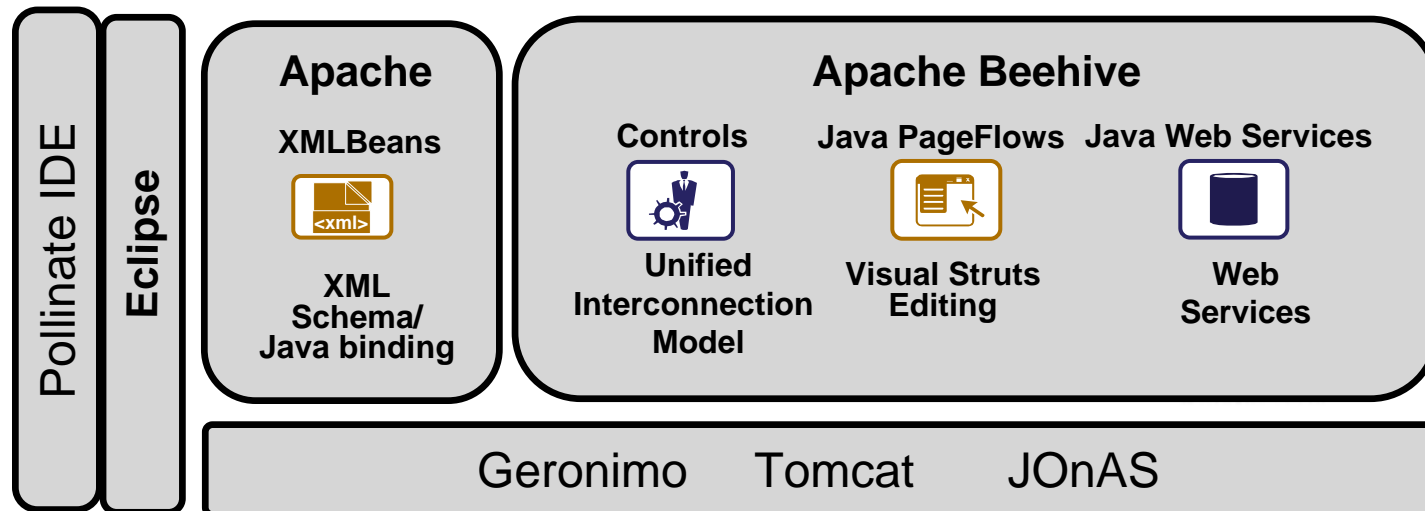 Pollinate IDE
Eclipse
Apache
XMLBeans
<xml>
XML
Schema/
Java binding
Apache Beehive
Controls
Unified
Interconnection
Model
Java PageFlows
Visual Struts
Editing
Java Web Services
Web
Services
Geronimo Tomcat JOnAS